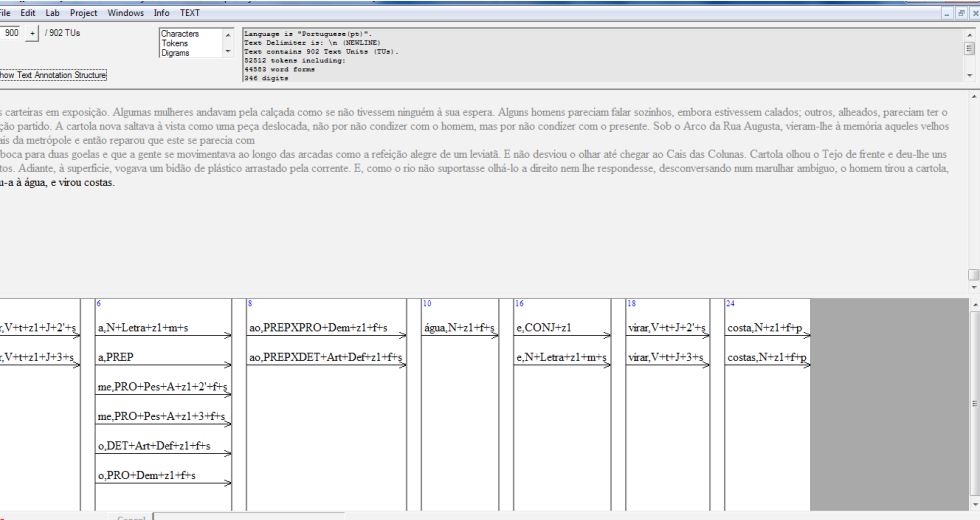 File Edit Lab Project Windows Info TEXT
900 + / 902 TUs
Characters
Tokens
Digrams
Language is "Portuguese(pt)".
Text Delimiter is: \n (NEWLINE)
Text contains 902 Text Units (TUs).
52512 tokens including:
44583 word forms
346 digits
how Text Annotation Structure
s carteiras em exposição. Algumas mulheres andavam pela calçada como se não tivessem ninguém à sua espera. Alguns homens pareciam falar sozinhos, embora estivessem calados; outros, alheados, pareciam ter o
ção partido. A cartola nova saltava à vista como uma peça deslocada, não por não condizer com o homem, mas por não condizer com o presente. Sob o Arco da Rua Augusta, vieram-lhe à memória aqueles velhos
ais da metrópole e então reparou que este se parecia com
boca para duas goelas e que a gente se movimentava ao longo das arcadas como a refeição alegre de um leviatã. E não desviou o olhar até chegar ao Cais das Colunas. Cartola olhou o Tejo de frente e deu-lhe uns
tos. Adiante, à superfície, vogava um bidão de plástico arrastado pela corrente. E, como o rio não suportasse olhá-lo a direito nem lhe respondesse, desconversando num marulhar ambíguo, o homem tirou a cartola,
u-a à água, e virou costas.
6 8 10 16 18 24
r,V+t+z1+J+2'+s a,N+Letra+z1+m+s ao,PREPXPRO+Dem+z1+f+s água,N+z1+f+s e,CONJ+z1 virar,V+t+J+2'+s costa,N+z1+f+p
r,V+t+z1+J+3+s a,PREP ao,PREPXDET+Art+Def+z1+f+s e,N+Letra+z1+m+s virar,V+t+J+3+s costas,N+z1+f+p
me,PRO+Pes+A+z1+2'+f+s
me,PRO+Pes+A+z1+3+f+s
o,DET+Art+Def+z1+f+s
o,PRO+Dem+z1+f+s
Cancel